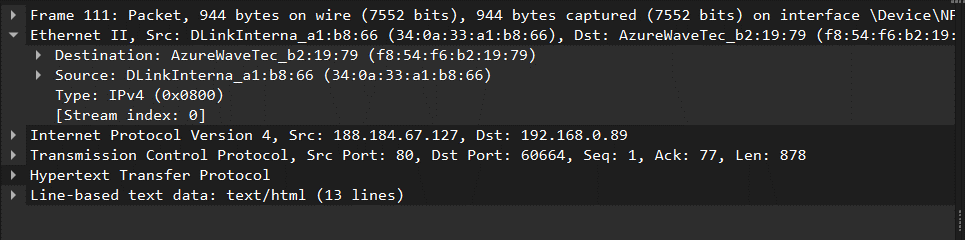 Frame 111: Packet, 944 bytes on wire (7552 bits), 944 bytes captured (7552 bits) on interface \Device\NP
Ethernet II, Src: DLinkInterna_a1:b8:66 (34:0a:33:a1:b8:66), Dst: AzureWaveTec_b2:19:79 (f8:54:f6:b2:19:
Destination: AzureWaveTec_b2:19:79 (f8:54:f6:b2:19:79)
Source: DLinkInterna_a1:b8:66 (34:0a:33:a1:b8:66)
Type: IPv4 (0x0800)
[Stream index: 0]
Internet Protocol Version 4, Src: 188.184.67.127, Dst: 192.168.0.89
Transmission Control Protocol, Src Port: 80, Dst Port: 60664, Seq: 1, Ack: 77, Len: 878
Hypertext Transfer Protocol
Line-based text data: text/html (13 lines)